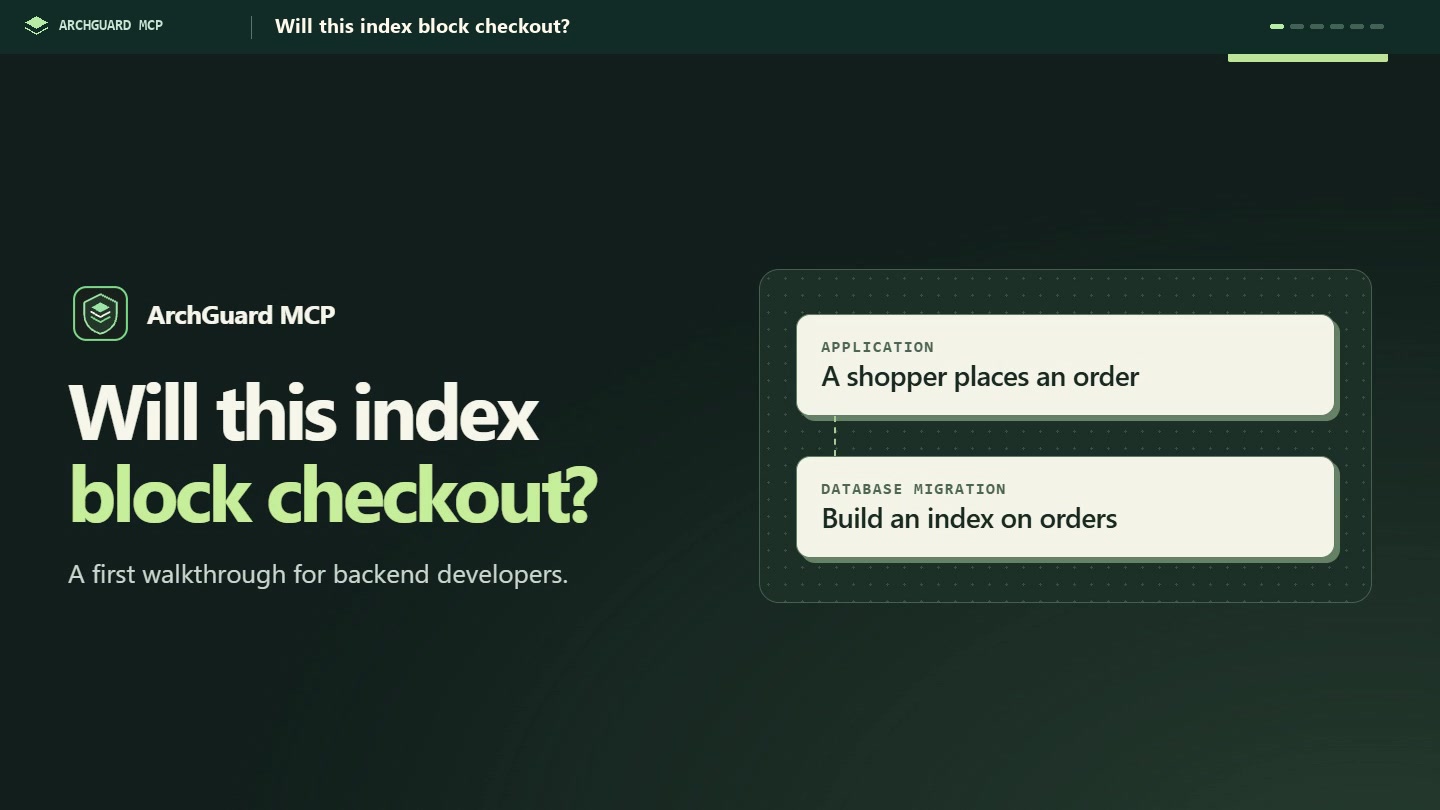 ARCHGUARD MCP
Will this index block checkout?
ArchGuard MCP
Will this index
block checkout?
A first walkthrough for backend developers.
APPLICATION
A shopper places an order
DATABASE MIGRATION
Build an index on orders